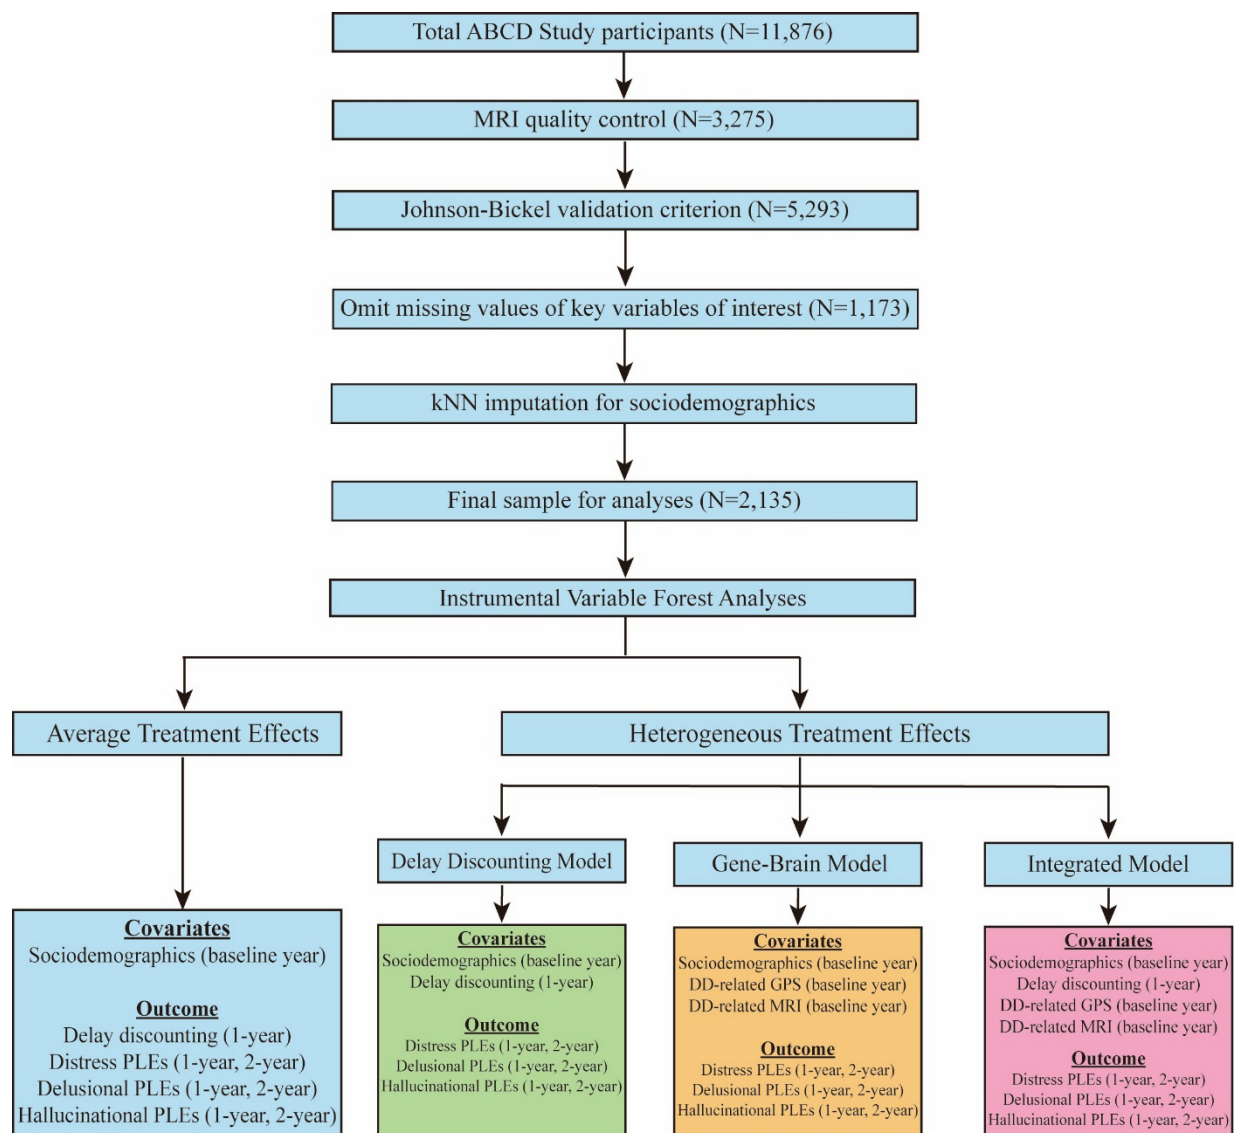 Total ABCD Study participants (N=11,876)
MRI quality control (N=3,275)
Johnson-Bickel validation criterion (N=5,293)
Omit missing values of key variables of interest (N=1,173)
kNN imputation for sociodemographics
Final sample for analyses (N=2,135)
Instrumental Variable Forest Analyses
Average Treatment Effects
Heterogeneous Treatment Effects
Delay Discounting Model
Gene-Brain Model
Integrated Model
Covariates
Sociodemographics (baseline year)
Outcome
Delay discounting (1-year)
Distress PLEs (1-year, 2-year)
Delusional PLEs (1-year, 2-year)
Hallucinational PLEs (1-year, 2-year)
Covariates
Sociodemographics (baseline year)
Delay discounting (1-year)
Outcome
Distress PLEs (1-year, 2-year)
Delusional PLEs (1-year, 2-year)
Hallucinational PLEs (1-year, 2-year)
Covariates
Sociodemographics (baseline year)
DD-related GPS (baseline year)
DD-related MRI (baseline year)
Outcome
Distress PLEs (1-year, 2-year)
Delusional PLEs (1-year, 2-year)
Hallucinational PLEs (1-year, 2-year)
Covariates
Sociodemographics (baseline year)
Delay discounting (1-year)
DD-related GPS (baseline year)
DD-related MRI (baseline year)
Outcome
Distress PLEs (1-year, 2-year)
Delusional PLEs (1-year, 2-year)
Hallucinational PLEs (1-year, 2-year)